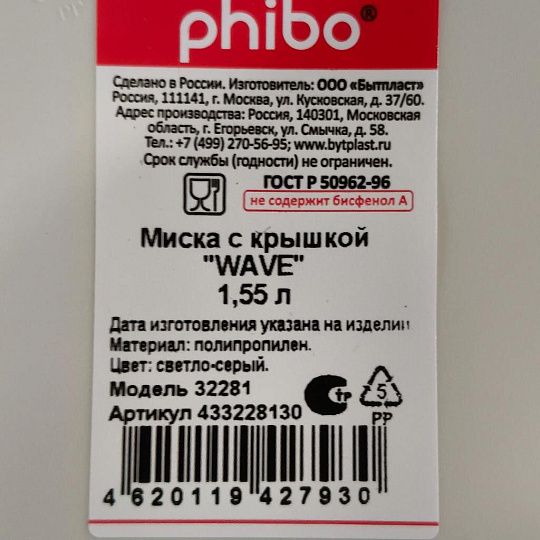 phibo®
Сделано в России. Изготовитель: ООО «Бытпласт»
Россия, 111141, г. Москва, ул. Кусковская, д. 37/60.
Адрес производства: Россия, 140301, Московская
область, г. Егорьевск, ул. Смычка, д. 58.
Тел.: +7 (499) 270-56-95; www.bytplast.ru
Срок службы (годности) не ограничен.
ГОСТ Р 50962-96
не содержит бисфенол А
Миска с крышкой
"WAVE"
1,55 л
Дата изготовления указана на изделии
Материал: полипропилен.
Цвет: светло-серый.
Модель 32281
Артикул 433228130
тр
5
PP
4 620119 427930